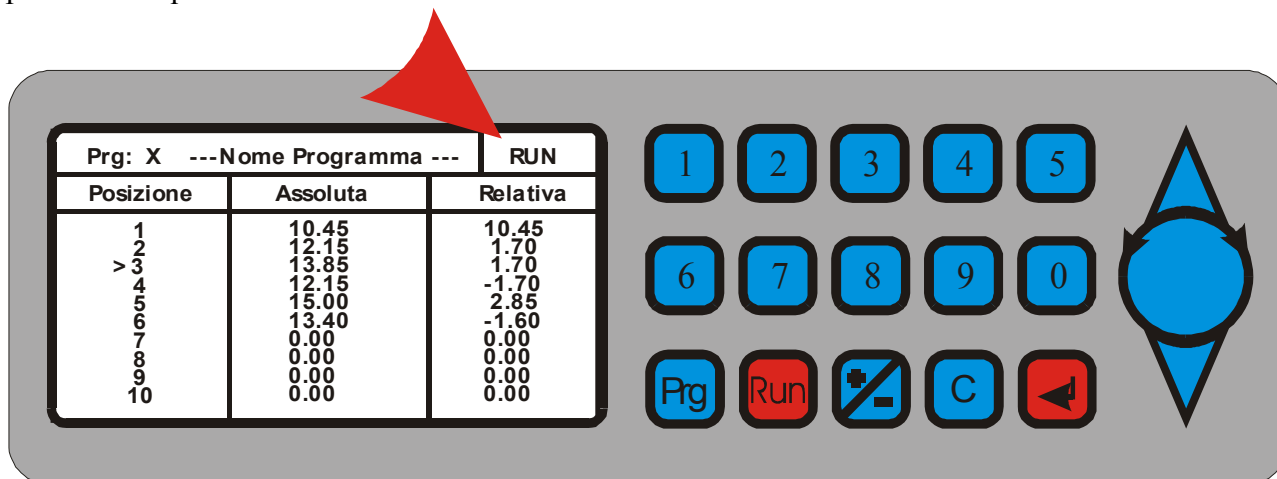 Prg: X ---Nome Programma --- RUN
Posizione Assoluta Relativa
1 10.45 10.45
2 12.15 1.70
>3 13.85 1.70
4 12.15 -1.70
5 15.00 2.85
6 13.40 -1.60
7 0.00 0.00
8 0.00 0.00
9 0.00 0.00
10 0.00 0.00
1 2 3 4 5
6 7 8 9 0
Prg Run + - C